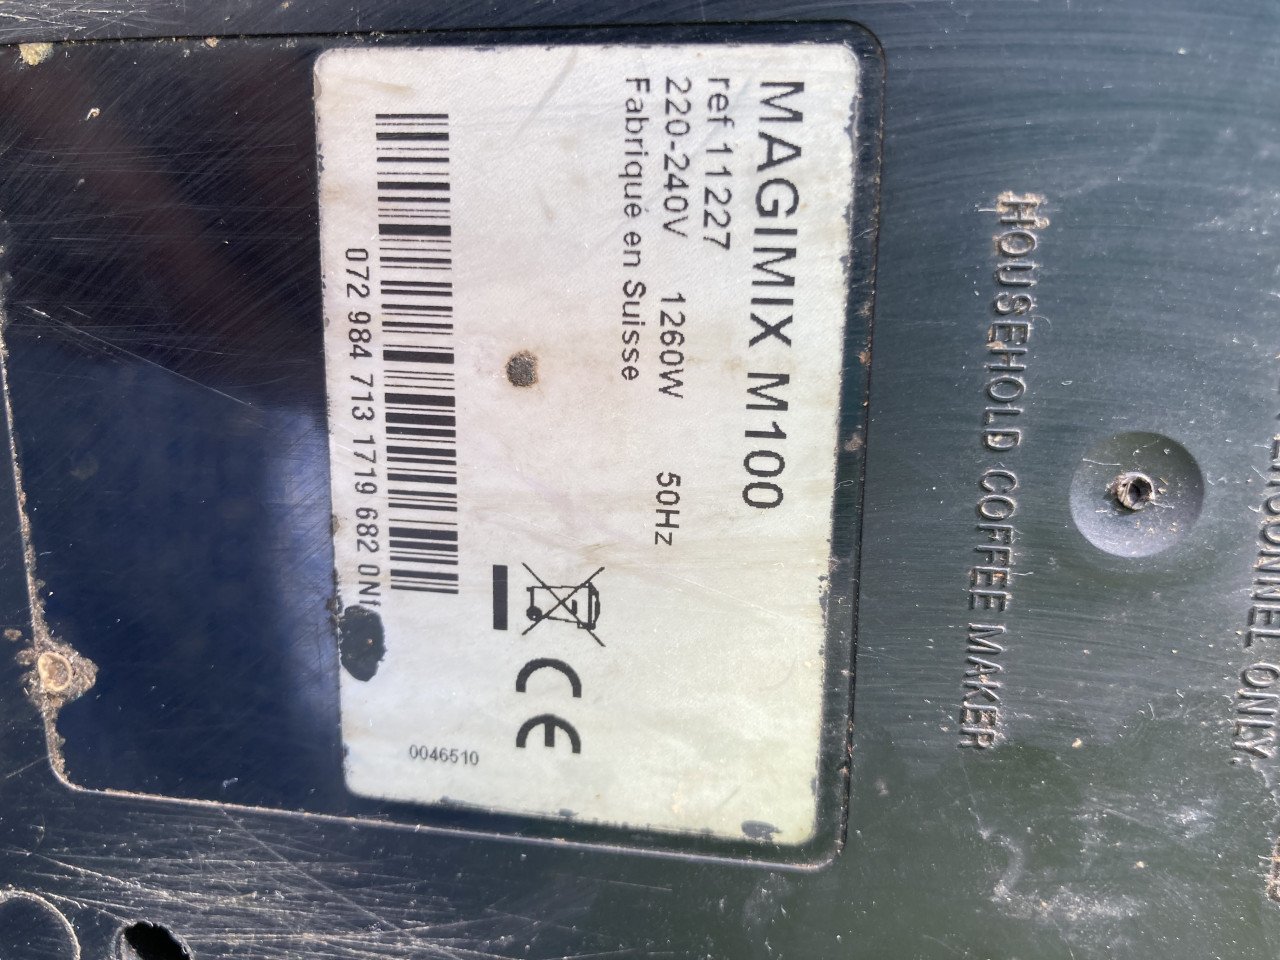 MAGIMIX M100
ref 11227
220-240V 1260W 50Hz
Fabriqué en Suisse
CE
072 984 713 1719 682 0N
0046510
HOUSEHOLD COFFEE MAKER
ONLY.